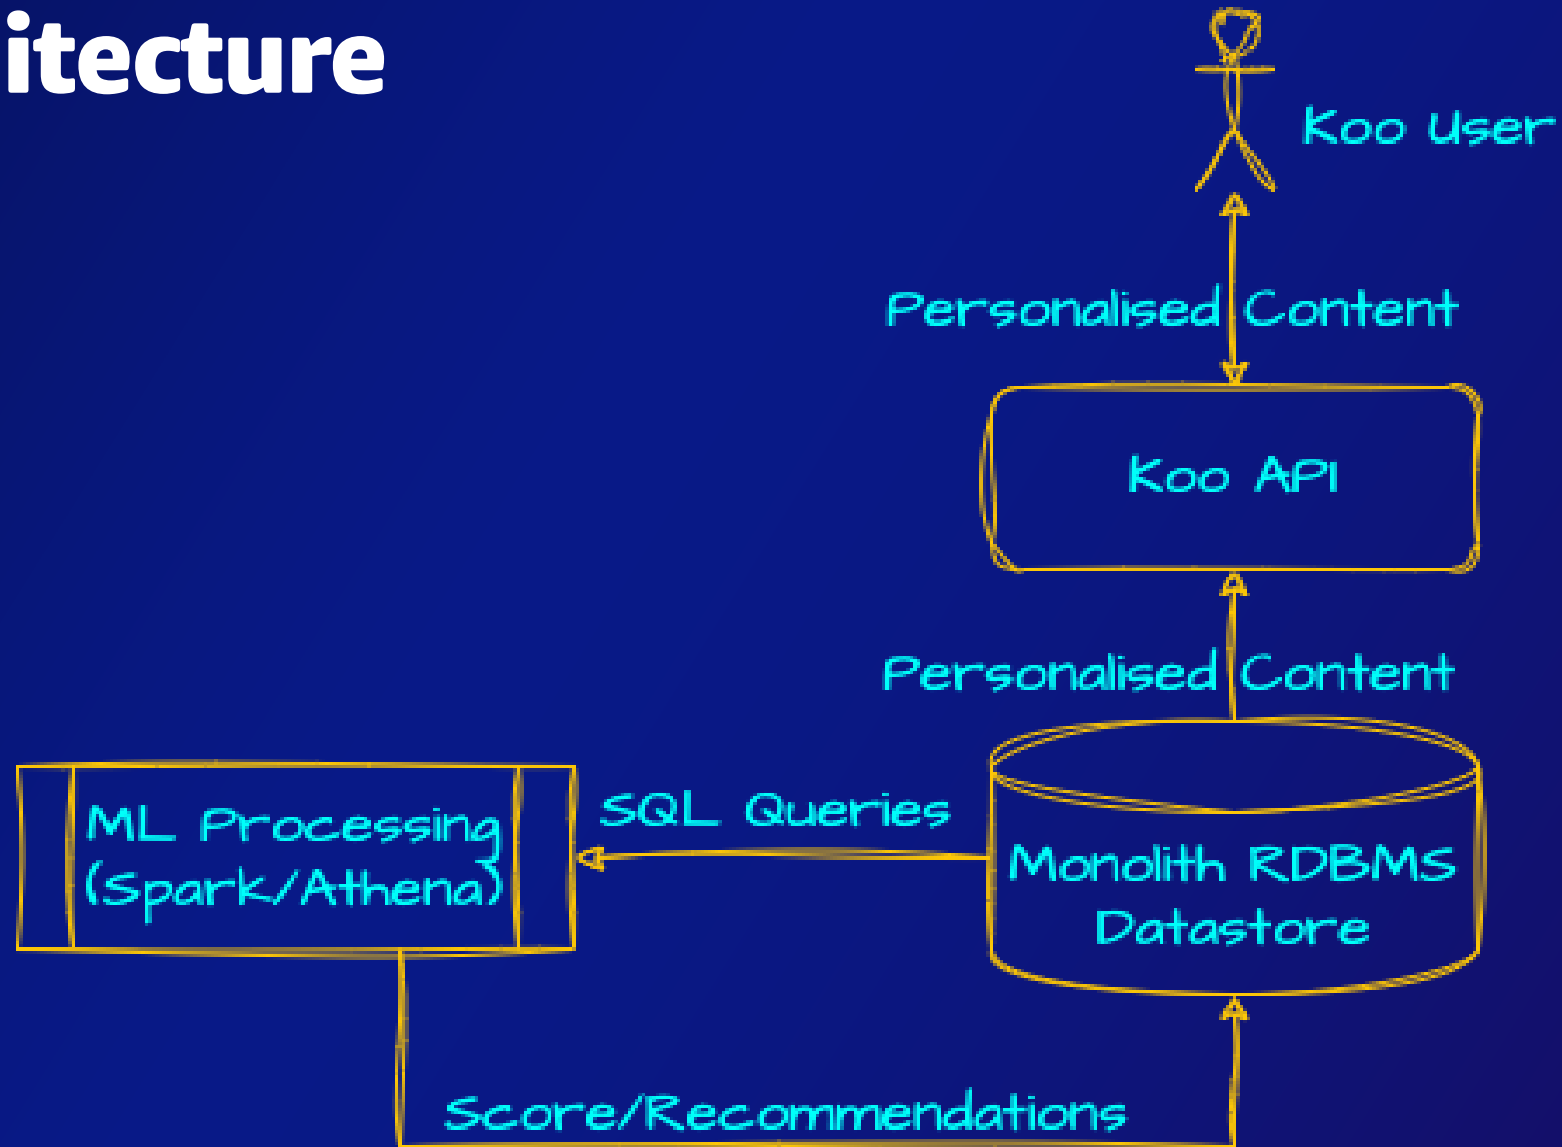 itecture
Koo User
Personalised Content
Koo API
Personalised Content
SQL Queries
ML Processing
(Spark/Athena)
Monolith RDBMS
Datastore
Score/Recommendations